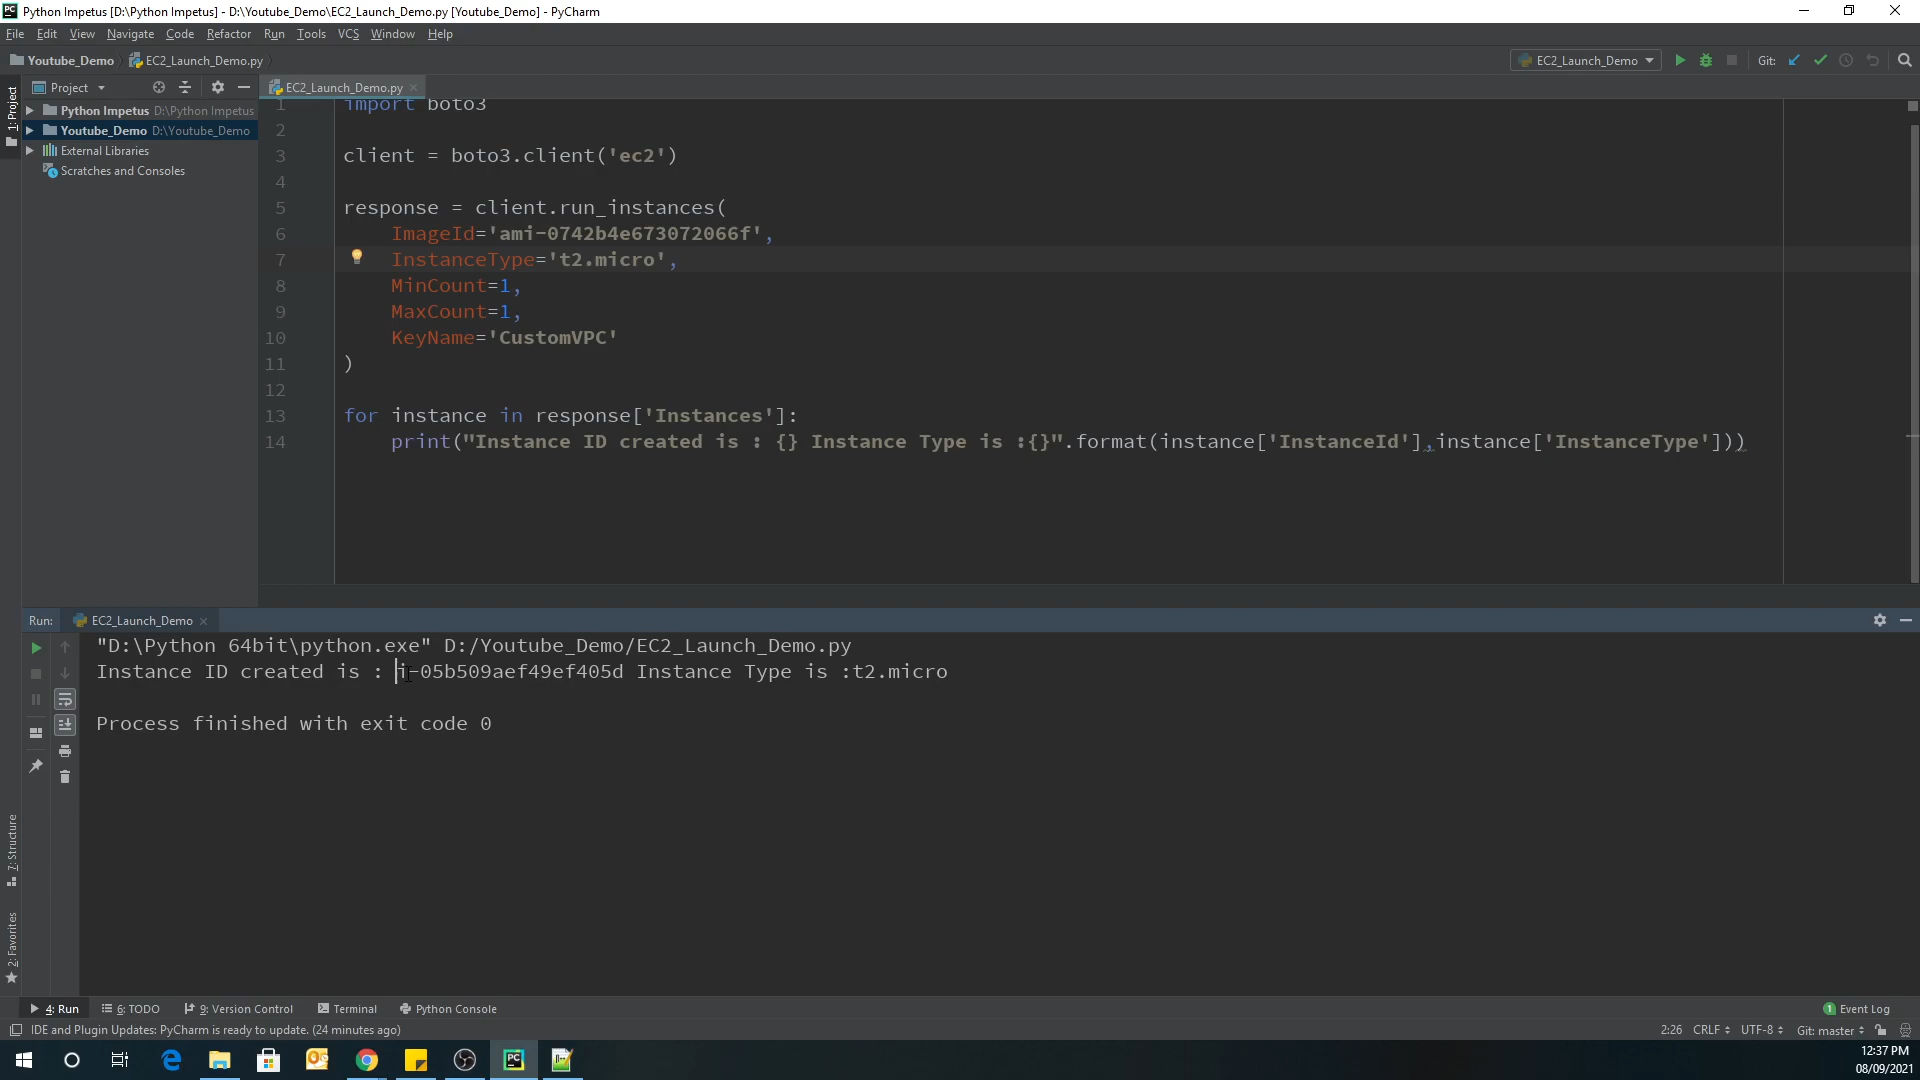 Python Impetus [D:\Python Impetus] - D:\Youtube_Demo\EC2_Launch_Demo.py [Youtube_Demo] - PyCharm
File Edit View Navigate Code Refactor Run Tools VCS Window Help
Youtube_Demo EC2_Launch_Demo.py
EC2_Launch_Demo Git:
Project
EC2_Launch_Demo.py
1: Project
Python Impetus D:\Python Impetus
Youtube_Demo D:\Youtube_Demo
External Libraries
Scratches and Consoles
1 import boto3
2
3 client = boto3.client('ec2')
4
5 response = client.run_instances(
6 ImageId='ami-0742b4e673072066f',
7 InstanceType='t2.micro',
8 MinCount=1,
9 MaxCount=1,
10 KeyName='CustomVPC'
11 )
12
13 for instance in response['Instances']:
14 print("Instance ID created is : {} Instance Type is :{}".format(instance['InstanceId'],instance['InstanceType']))
Run: EC2_Launch_Demo
"D:\Python 64bit\python.exe" D:/Youtube_Demo/EC2_Launch_Demo.py
Instance ID created is : i-05b509aef49ef405d Instance Type is :t2.micro
Process finished with exit code 0
7: Structure
2: Favorites
4: Run 6: TODO 9: Version Control Terminal Python Console 1 Event Log
IDE and Plugin Updates: PyCharm is ready to update. (24 minutes ago) 2:26 CRLF UTF-8 Git: master
12:37 PM
08/09/2021